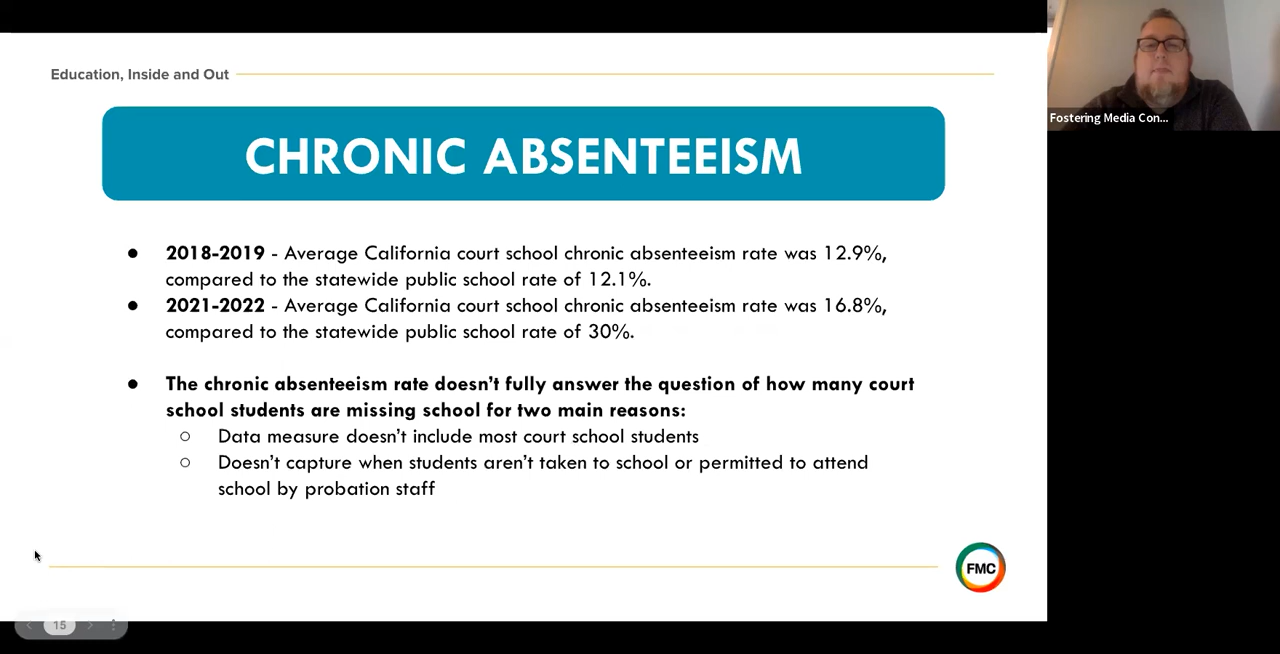 Education, Inside and Out
CHRONIC ABSENTEEISM
● 2018-2019 - Average California court school chronic absenteeism rate was 12.9%,
compared to the statewide public school rate of 12.1%.
● 2021-2022 - Average California court school chronic absenteeism rate was 16.8%,
compared to the statewide public school rate of 30%.
● The chronic absenteeism rate doesn’t fully answer the question of how many court
school students are missing school for two main reasons:
○ Data measure doesn’t include most court school students
○ Doesn’t capture when students aren’t taken to school or permitted to attend
school by probation staff
FMC
15
Fostering Media Con...